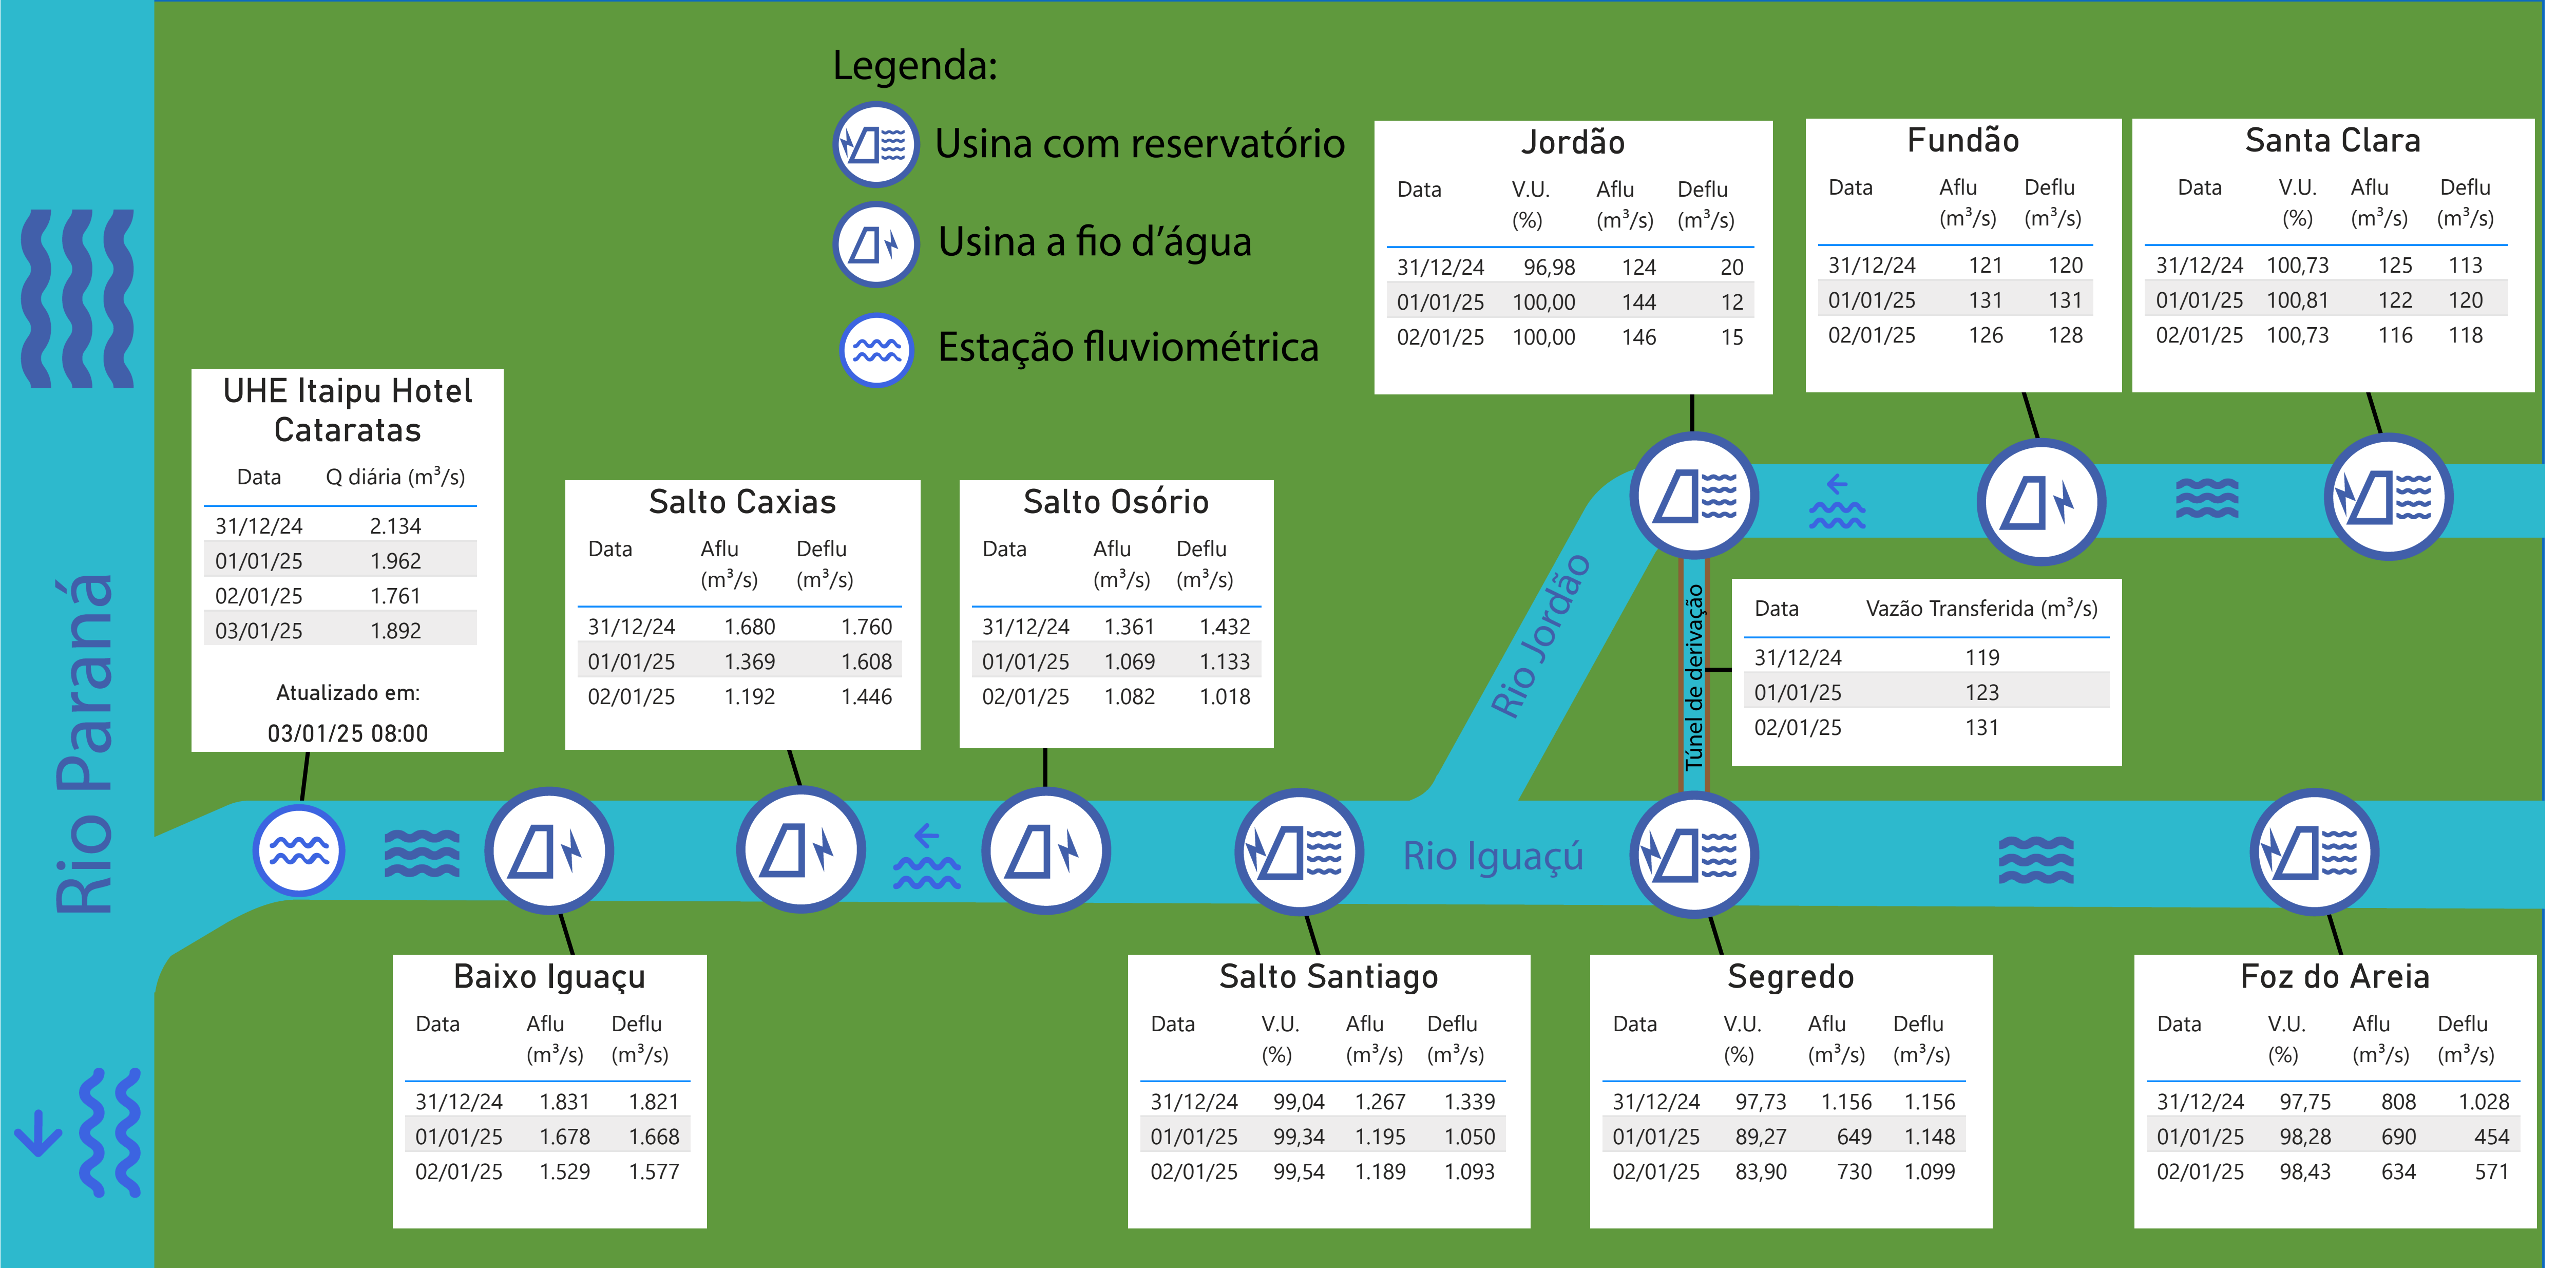 Legenda:
Usina com reservatório
Usina a fio d'água
Estação fluviométrica
Jordão
Data V.U. Aflu Deflu
(%) (m³/s) (m³/s)
31/12/24 96,98 124 20
01/01/25 100,00 144 12
02/01/25 100,00 146 15
Fundão
Data Aflu Deflu
(m³/s) (m³/s)
31/12/24 121 120
01/01/25 131 131
02/01/25 126 128
Santa Clara
Data V.U. Aflu Deflu
(%) (m³/s) (m³/s)
31/12/24 100,73 125 113
01/01/25 100,81 122 120
02/01/25 100,73 116 118
UHE Itaipu Hotel
Cataratas
Data Q diária (m³/s)
31/12/24 2.134
01/01/25 1.962
02/01/25 1.761
03/01/25 1.892
Atualizado em:
03/01/25 08:00
Salto Caxias
Data Aflu Deflu
(m³/s) (m³/s)
31/12/24 1.680 1.760
01/01/25 1.369 1.608
02/01/25 1.192 1.446
Salto Osório
Data Aflu Deflu
(m³/s) (m³/s)
31/12/24 1.361 1.432
01/01/25 1.069 1.133
02/01/25 1.082 1.018
Rio Jordão
Túnel de derivação
Data Vazão Transferida (m³/s)
31/12/24 119
01/01/25 123
02/01/25 131
Rio Paraná
Rio Iguaçú
Baixo Iguaçu
Data Aflu Deflu
(m³/s) (m³/s)
31/12/24 1.831 1.821
01/01/25 1.678 1.668
02/01/25 1.529 1.577
Salto Santiago
Data V.U. Aflu Deflu
(%) (m³/s) (m³/s)
31/12/24 99,04 1.267 1.339
01/01/25 99,34 1.195 1.050
02/01/25 99,54 1.189 1.093
Segredo
Data V.U. Aflu Deflu
(%) (m³/s) (m³/s)
31/12/24 97,73 1.156 1.156
01/01/25 89,27 649 1.148
02/01/25 83,90 730 1.099
Foz do Areia
Data V.U. Aflu Deflu
(%) (m³/s) (m³/s)
31/12/24 97,75 808 1.028
01/01/25 98,28 690 454
02/01/25 98,43 634 571